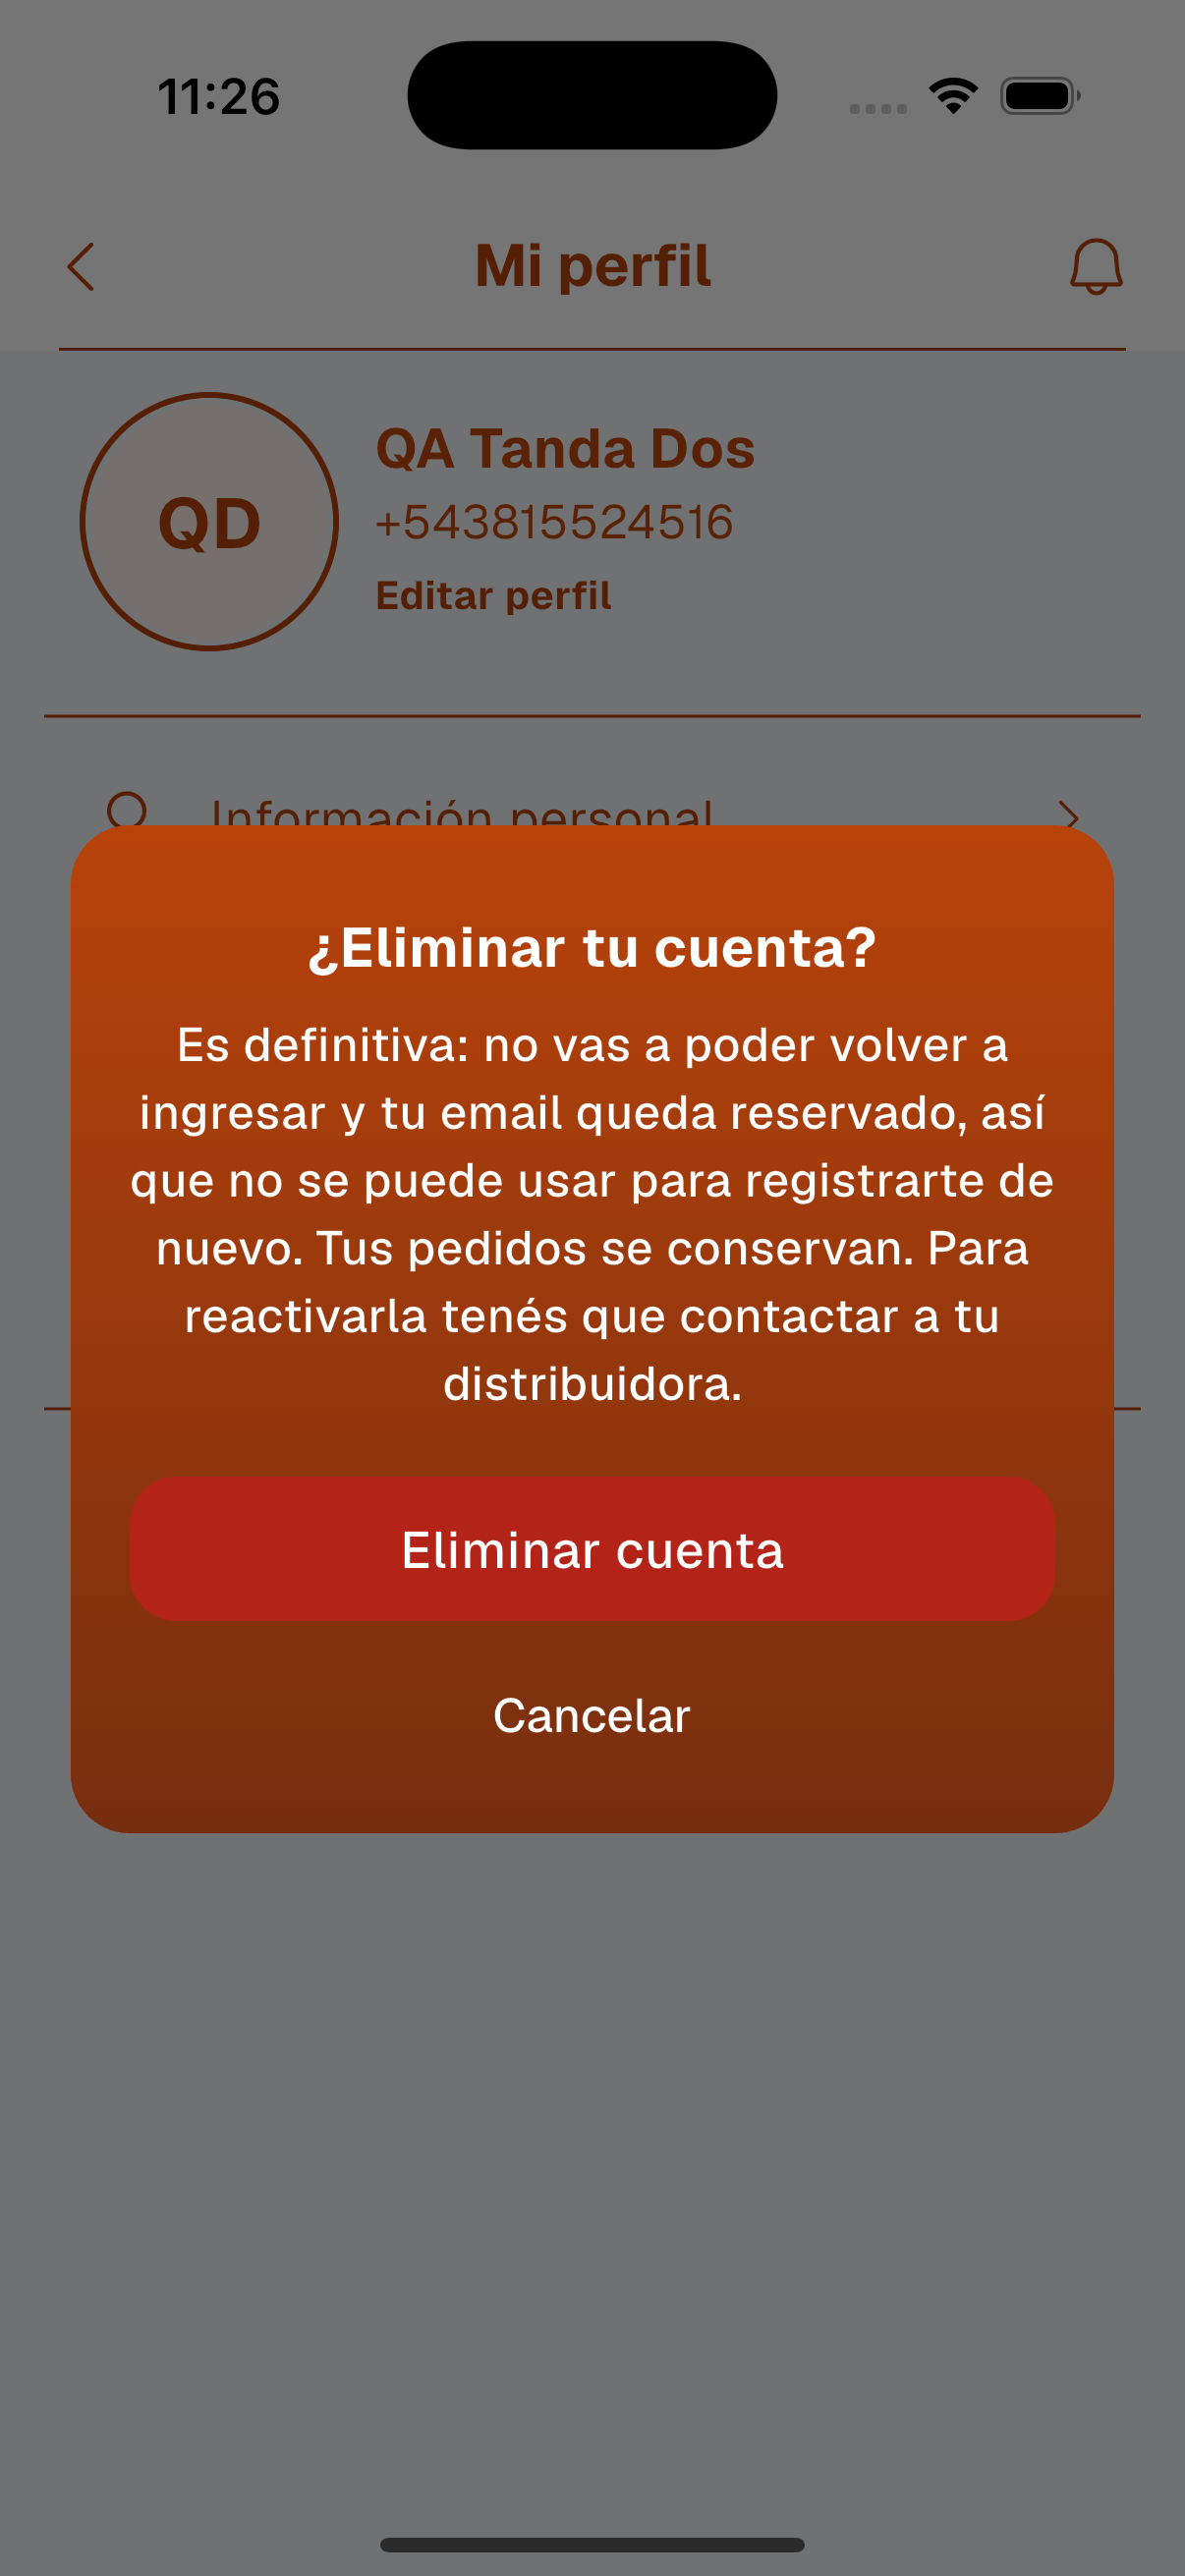 11:26
Mi perfil
QD
QA Tanda Dos
+543815524516
Editar perfil
Información personal
¿Eliminar tu cuenta?
Es definitiva: no vas a poder volver a
ingresar y tu email queda reservado, así
que no se puede usar para registrarte de
nuevo. Tus pedidos se conservan. Para
reactivarla tenés que contactar a tu
distribuidora.
Eliminar cuenta
Cancelar